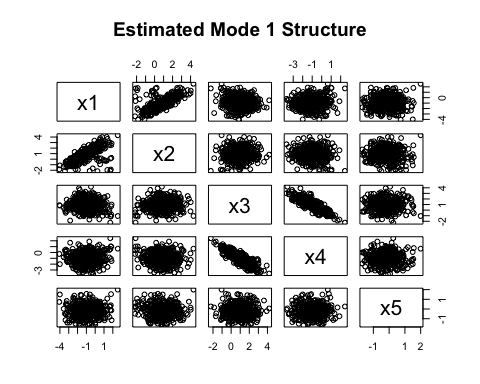 Estimated Mode 1 Structure
-2 0 2 4
-3 -1 1
x1
-4 0
-2 1 4
x2
x3
-2 1 4
-3 0
x4
x5
-1 1
-4 -1 1
-2 0 2 4
-1 1 2